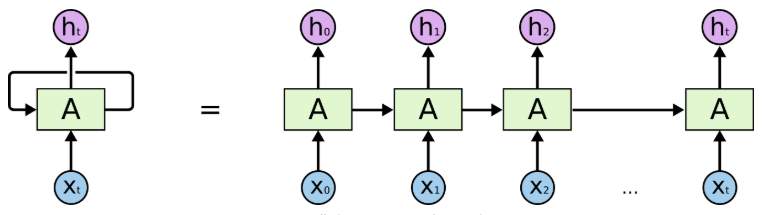 hₜ h₀ h₁ h₂ hₜ
A = A A A A
xₜ x₀ x₁ x₂ ... xₜ